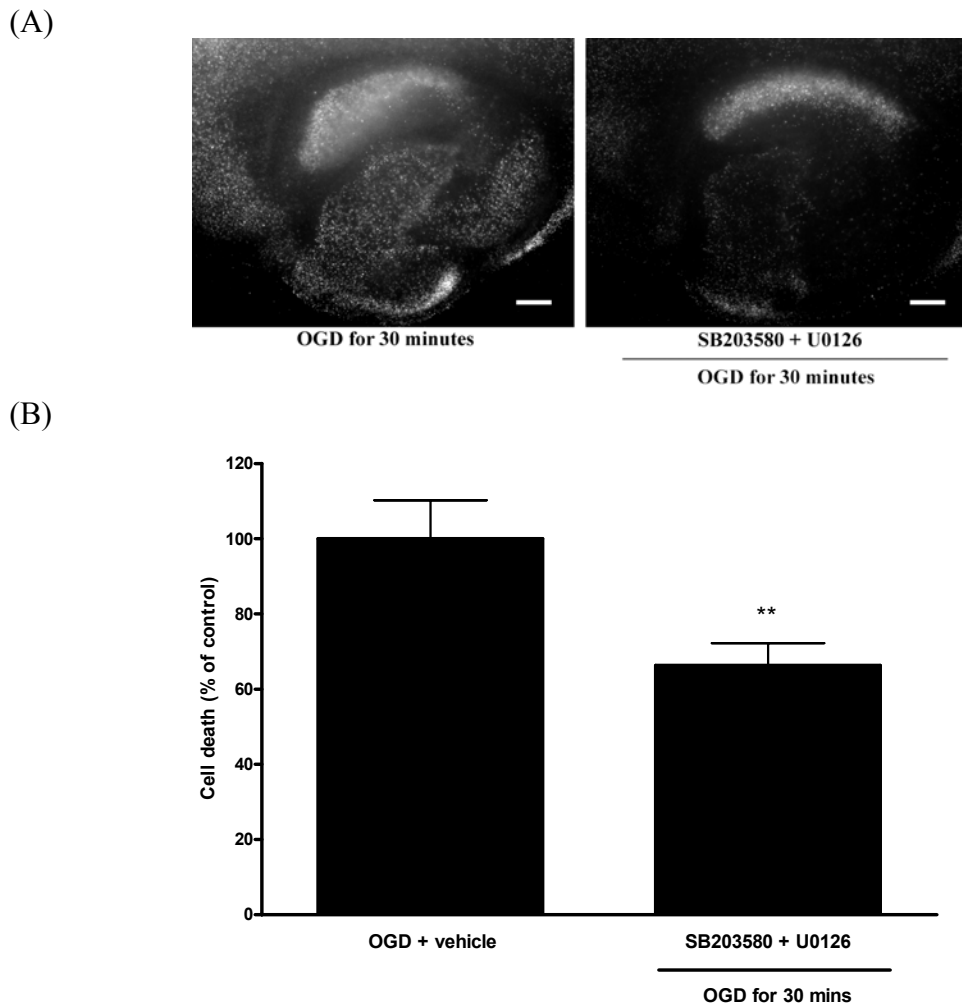 (A)
OGD for 30 minutes
SB203580 + U0126
OGD for 30 minutes
(B)
Cell death (% of control)
120
100
80
60
40
20
0
**
OGD + vehicle
SB203580 + U0126
OGD for 30 mins